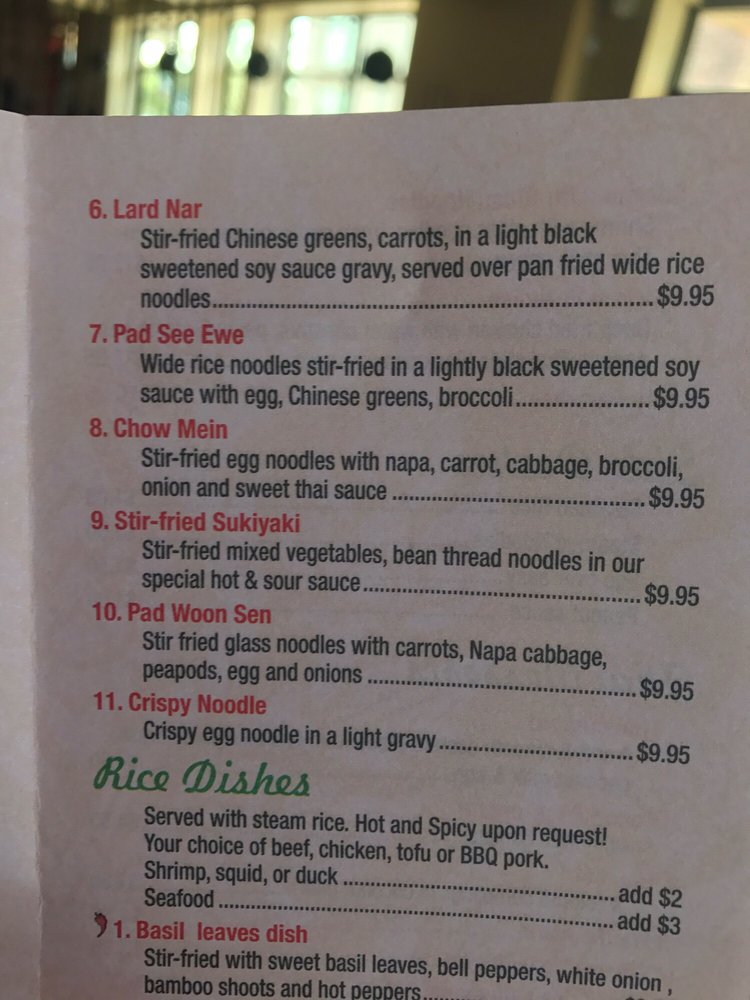 6. Lard Nar
Stir-fried Chinese greens, carrots, in a light black
sweetened soy sauce gravy, served over pan fried wide rice
noodles....................................................................$9.95
7. Pad See Ewe
Wide rice noodles stir-fried in a lightly black sweetened soy
sauce with egg, Chinese greens, broccoli.....................$9.95
8. Chow Mein
Stir-fried egg noodles with napa, carrot, cabbage, broccoli,
onion and sweet thai sauce .......................................$9.95
9. Stir-fried Sukiyaki
Stir-fried mixed vegetables, bean thread noodles in our
special hot & sour sauce...........................................$9.95
10. Pad Woon Sen
Stir fried glass noodles with carrots, Napa cabbage,
peapods, egg and onions .........................................$9.95
11. Crispy Noodle
Crispy egg noodle in a light gravy..............................$9.95
Rice Dishes
Served with steam rice. Hot and Spicy upon request!
Your choice of beef, chicken, tofu or BBQ pork.
Shrimp, squid, or duck ..........................................add $2
Seafood .............................................................add $3
1. Basil leaves dish
Stir-fried with sweet basil leaves, bell peppers, white onion ,
bamboo shoots and hot peppers